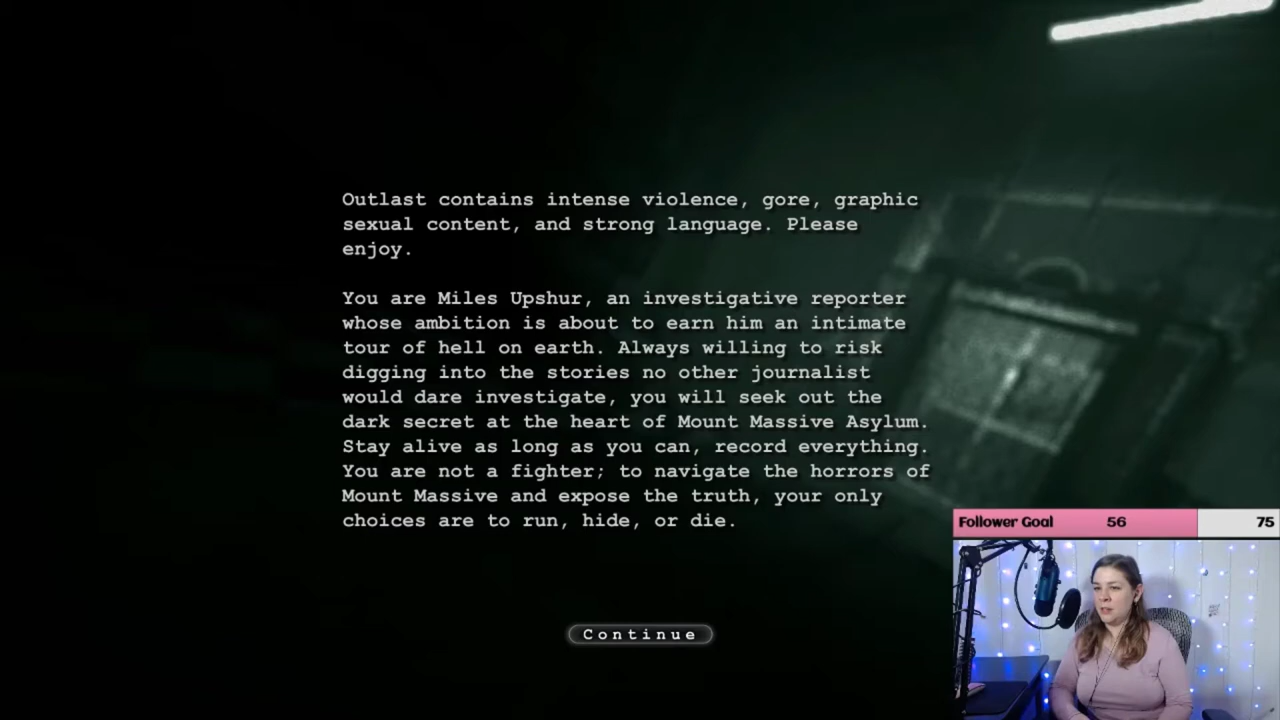 Outlast contains intense violence, gore, graphic
sexual content, and strong language. Please
enjoy.
You are Miles Upshur, an investigative reporter
whose ambition is about to earn him an intimate
tour of hell on earth. Always willing to risk
digging into the stories no other journalist
would dare investigate, you will seek out the
dark secret at the heart of Mount Massive Asylum.
Stay alive as long as you can, record everything.
You are not a fighter; to navigate the horrors of
Mount Massive and expose the truth, your only
choices are to run, hide, or die.
Follower Goal 56 75
Continue